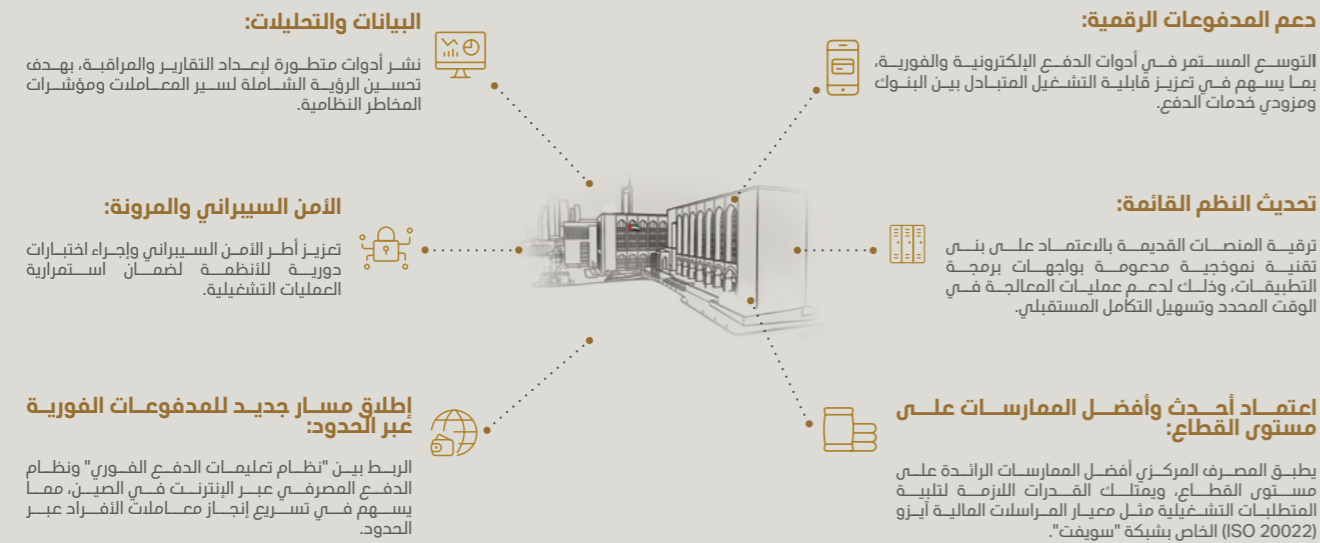 دعم المدفوعات الرقمية:
التوسع المستمر في أدوات الدفع الإلكترونية والفورية،
بما يسهم في تعزيز قابلية التشغيل المتبادل بين البنوك
ومزودي خدمات الدفع.
تحديث النظم القائمة:
ترقية المنصات القديمة بالاعتماد على بنى
تقنية نموذجية مدعومة بواجهات برمجة
التطبيقات، وذلك لدعم عمليات المعالجة في
الوقت المحدد وتسهيل التكامل المستقبلي.
اعتماد أحدث وأفضل الممارسات على
مستوى القطاع:
يطبق المصرف المركزي أفضل الممارسات الرائدة على
مستوى القطاع، ويمتلك القدرات اللازمة لتلبية
المتطلبات التشغيلية مثل معيار المراسلات المالية آيزو
(ISO 20022) الخاص بشبكة "سويفت".
البيانات والتحليلات:
نشر أدوات متطورة لإعداد التقارير والمراقبة، بهدف
تحسين الرؤية الشاملة لسير المعاملات ومؤشرات
المخاطر النظامية.
الأمن السيبراني والمرونة:
تعزيز أطر الأمن السيبراني وإجراء اختبارات
دورية للأنظمة لضمان استمرارية
العمليات التشغيلية.
إطلاق مسار جديد للمدفوعات الفورية
عبر الحدود:
الربط بين "نظام تعليمات الدفع الفوري" ونظام
الدفع المصرفي عبر الإنترنت في الصين، مما
يسهم في تسريع إنجاز معاملات الأفراد عبر
الحدود.